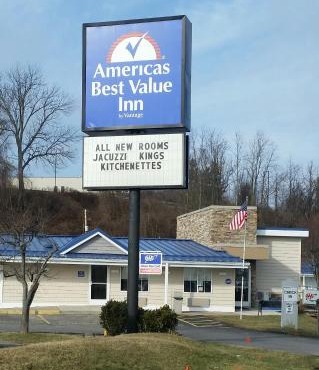 Americas
Best Value
Inn
by Vantage
ALL NEW ROOMS
JACUZZI KINGS
KITCHENETTES